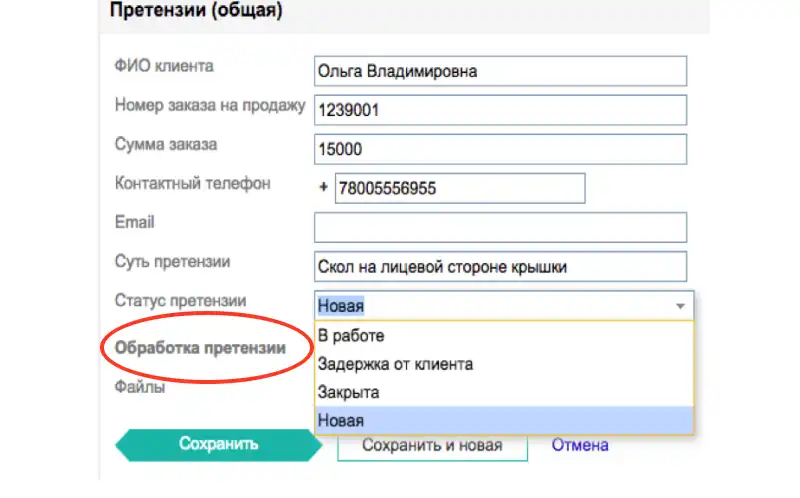 Претензии (общая)
ФИО клиента
Ольга Владимировна
Номер заказа на продажу
1239001
Сумма заказа
15000
Контактный телефон
+ 78005556955
Email
Суть претензии
Скол на лицевой стороне крышки
Статус претензии
Новая
В работе
Обработка претензии
Задержка от клиента
Файлы
Закрыта
Новая
Сохранить
Сохранить и новая
Отмена